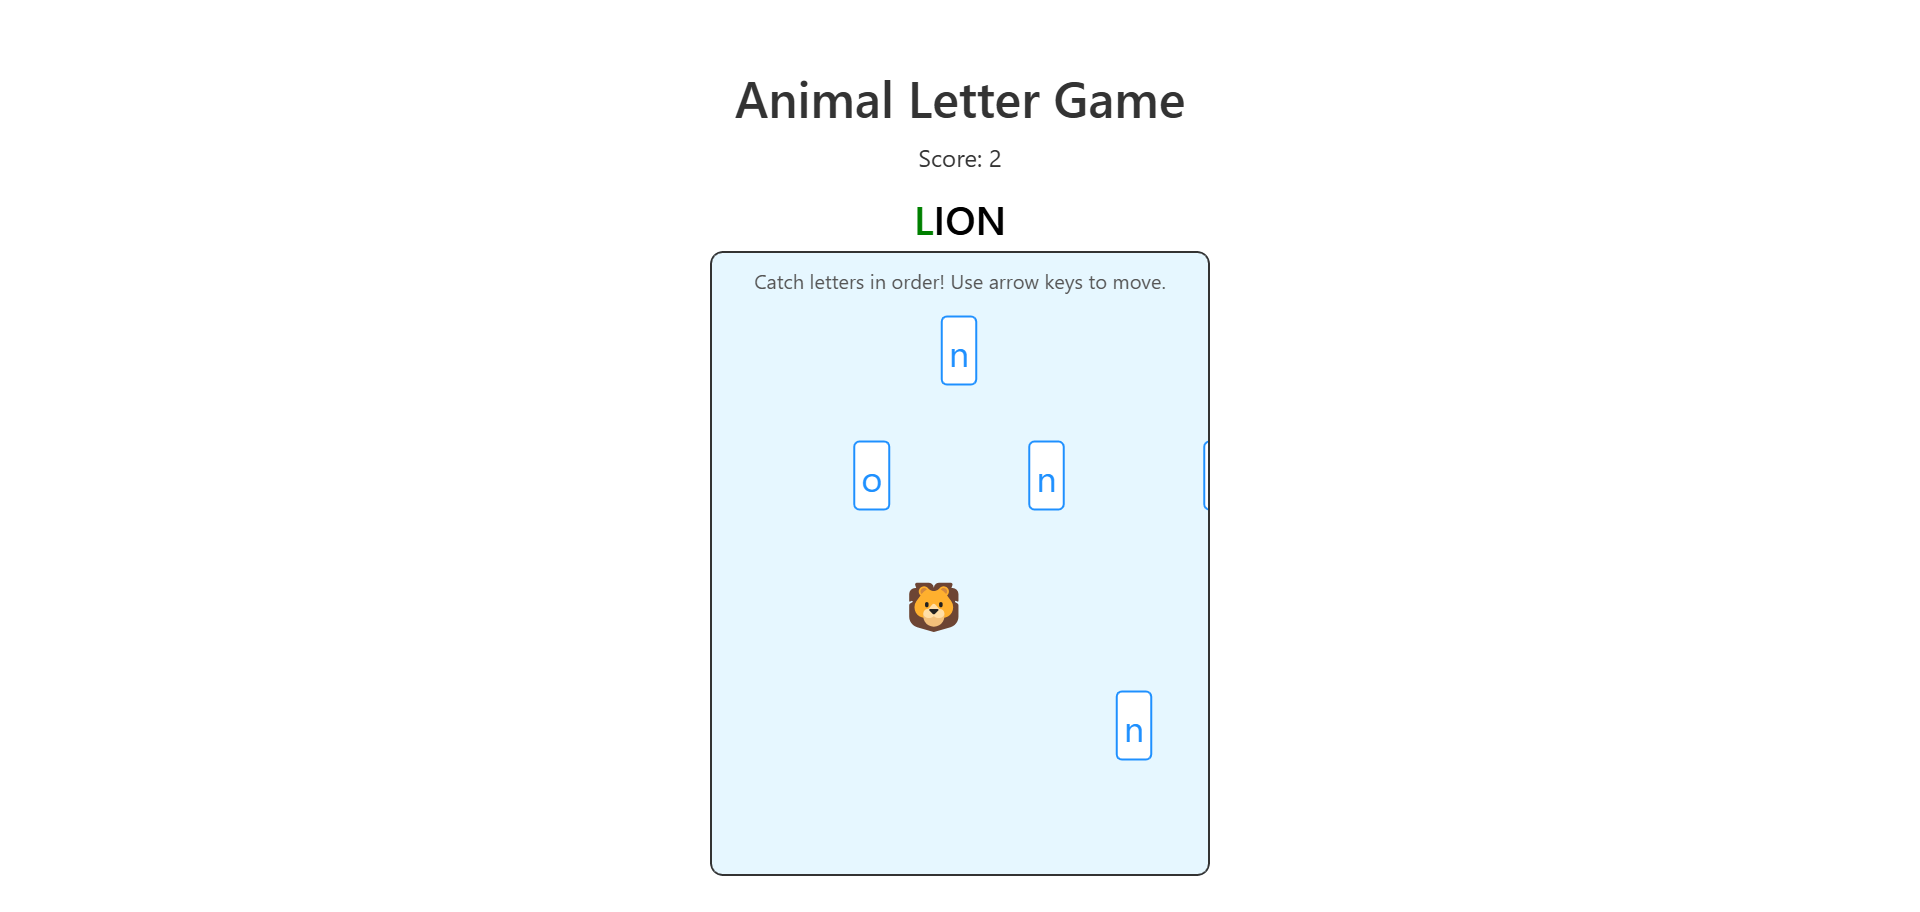 Animal Letter Game
Score: 2
LION
Catch letters in order! Use arrow keys to move.
n
o n
n